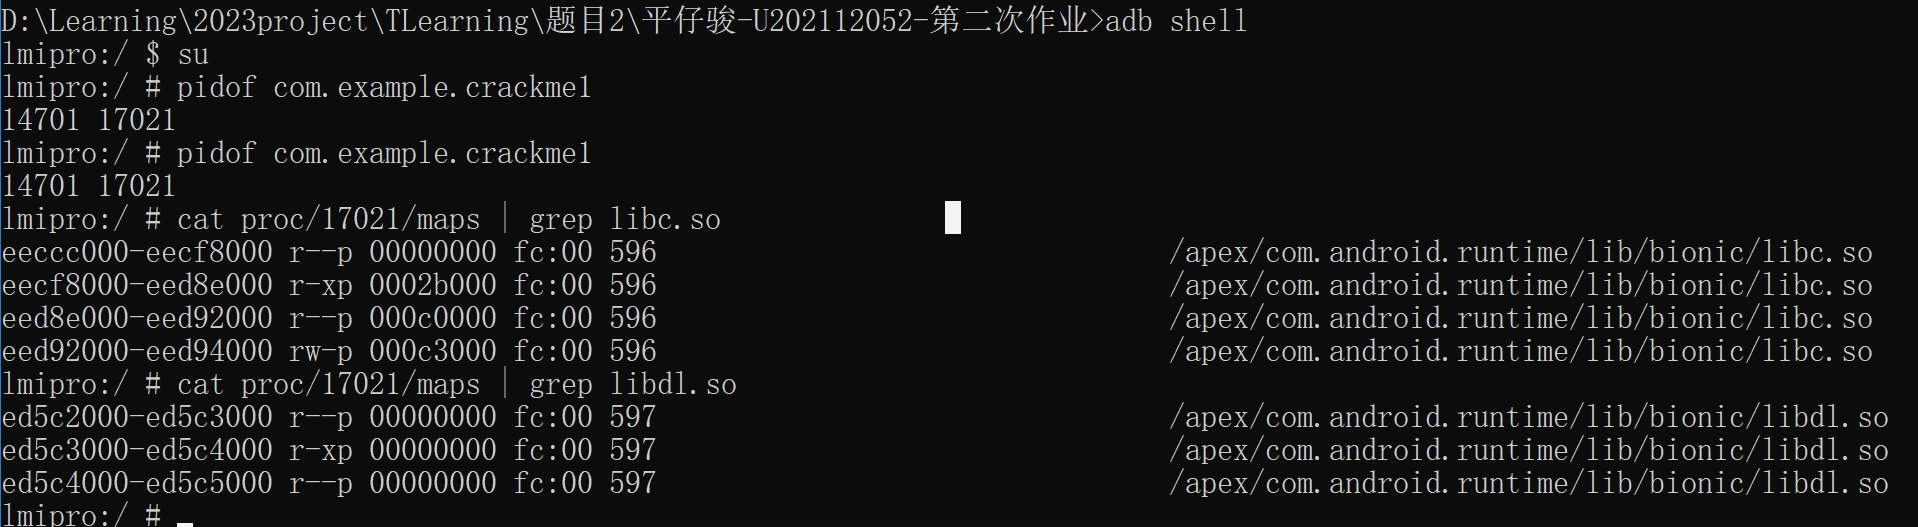 D:\Learning\2023project\TLearning\题目2\平仔骏-U202112052-第二次作业>adb shell
lmipro:/ $ su
lmipro:/ # pidof com.example.crackme1
14701 17021
lmipro:/ # pidof com.example.crackme1
14701 17021
lmipro:/ # cat proc/17021/maps | grep libc.so
eeccc000-eecf8000 r--p 00000000 fc:00 596 /apex/com.android.runtime/lib/bionic/libc.so
eecf8000-eed8e000 r-xp 0002b000 fc:00 596 /apex/com.android.runtime/lib/bionic/libc.so
eed8e000-eed92000 r--p 000c0000 fc:00 596 /apex/com.android.runtime/lib/bionic/libc.so
eed92000-eed94000 rw-p 000c3000 fc:00 596 /apex/com.android.runtime/lib/bionic/libc.so
lmipro:/ # cat proc/17021/maps | grep libdl.so
ed5c2000-ed5c3000 r--p 00000000 fc:00 597 /apex/com.android.runtime/lib/bionic/libdl.so
ed5c3000-ed5c4000 r-xp 00000000 fc:00 597 /apex/com.android.runtime/lib/bionic/libdl.so
ed5c4000-ed5c5000 r--p 00000000 fc:00 597 /apex/com.android.runtime/lib/bionic/libdl.so
lmipro:/ #